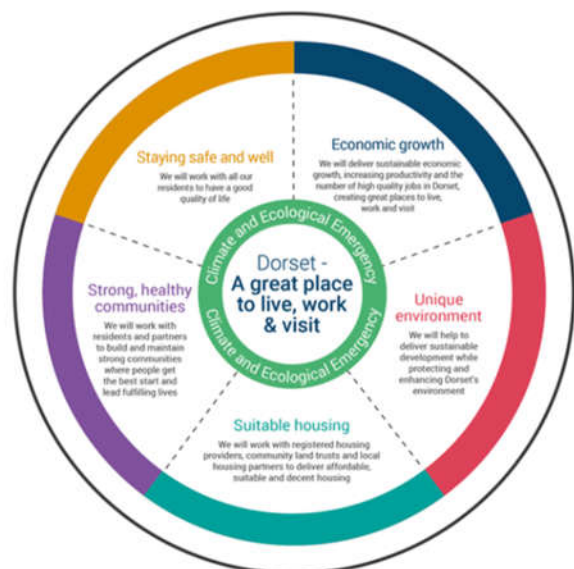 Economic growth
We will deliver sustainable economic
growth, increasing productivity and the
number of high quality jobs in Dorset,
creating great places to live,
work and visit
Unique
environment
We will help to
deliver sustainable
development while
protecting and
enhancing Dorset's
environment
Suitable housing
We will work with registered housing
providers, community land trusts and local
housing partners to deliver affordable,
suitable and decent housing
Strong, healthy
communities
We will work with
residents and partners
to build and maintain
strong communities
where people get
the best start and
lead fulfilling lives
Staying safe and well
We will work with all our
residents to have a good
quality of life
Climate and Ecological Emergency
Dorset -
A great place
to live, work
& visit
Climate and Ecological Emergency